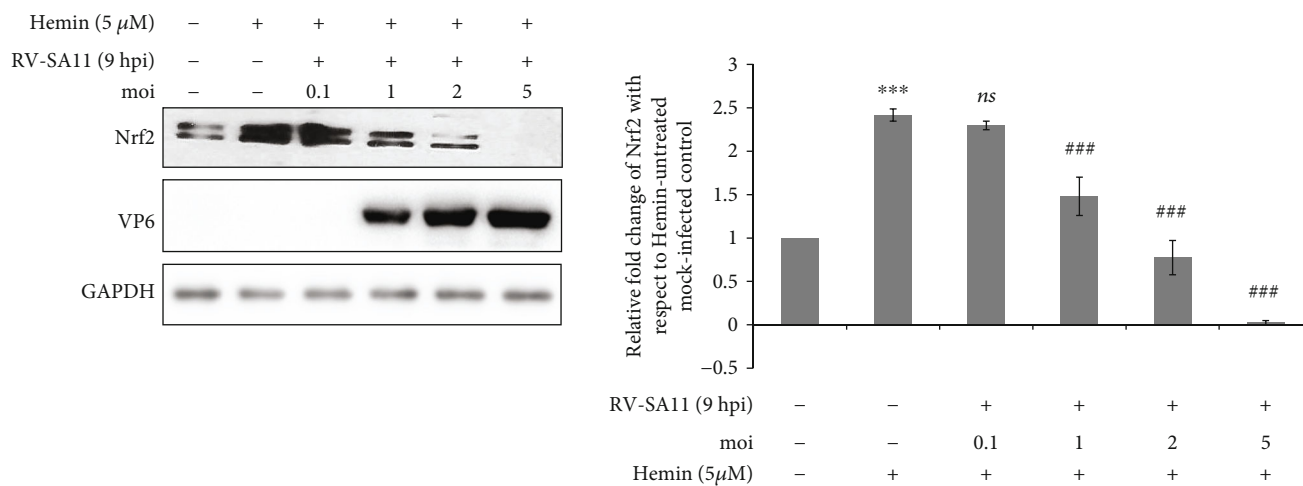 Hemin (5 μM) – + + + + +
RV-SA11 (9 hpi) – – + + + +
moi – – 0.1 1 2 5
Nrf2
VP6
GAPDH
Relative fold change of Nrf2 with
respect to Hemin-untreated
mock-infected control
3
2.5
2
1.5
1
0.5
0
–0.5
***
ns
###
###
###
RV-SA11 (9 hpi) – – + + + +
moi – – 0.1 1 2 5
Hemin (5μM) – + + + + +